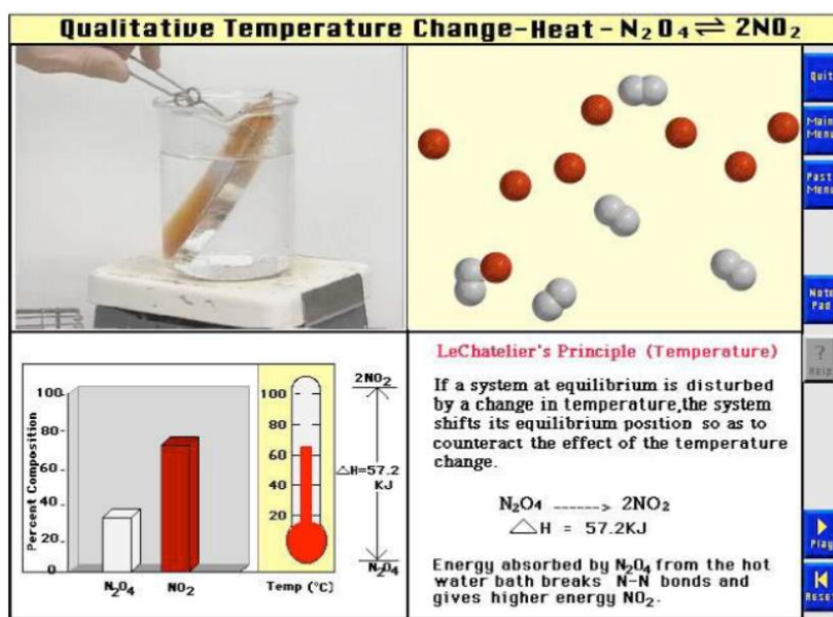 Qualitative Temperature Change-Heat-N₂O₄⇌2NO₂
Quit
Main
Menu
Past
Menu
Note
Pad
?
Help
Play
Reset
Percent Composition
100
80
60
40
20
0
N₂O₄
NO₂
100
80
60
40
20
Temp (°C)
2NO₂
△H=57.2
KJ
N₂O₄
LeChatelier's Principle (Temperature)
If a system at equilibrium is disturbed
by a change in temperature,the system
shifts its equilibrium position so as to
counteract the effect of the temperature
change.
N₂O₄ ------> 2NO₂
△H = 57.2KJ
Energy absorbed by N₂O₄ from the hot
water bath breaks N-N bonds and
gives higher energy NO₂.